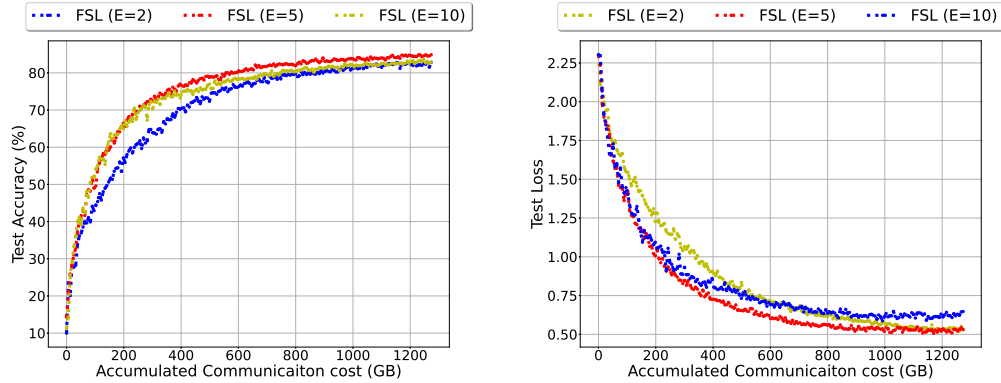 FSL (E=2) FSL (E=5) FSL (E=10)
80
70
60
50
40
30
20
10
Test Accuracy (%)
0 200 400 600 800 1000 1200
Accumulated Communicaiton cost (GB)
FSL (E=2) FSL (E=5) FSL (E=10)
2.25
2.00
1.75
1.50
1.25
1.00
0.75
0.50
Test Loss
0 200 400 600 800 1000 1200
Accumulated Communicaiton cost (GB)